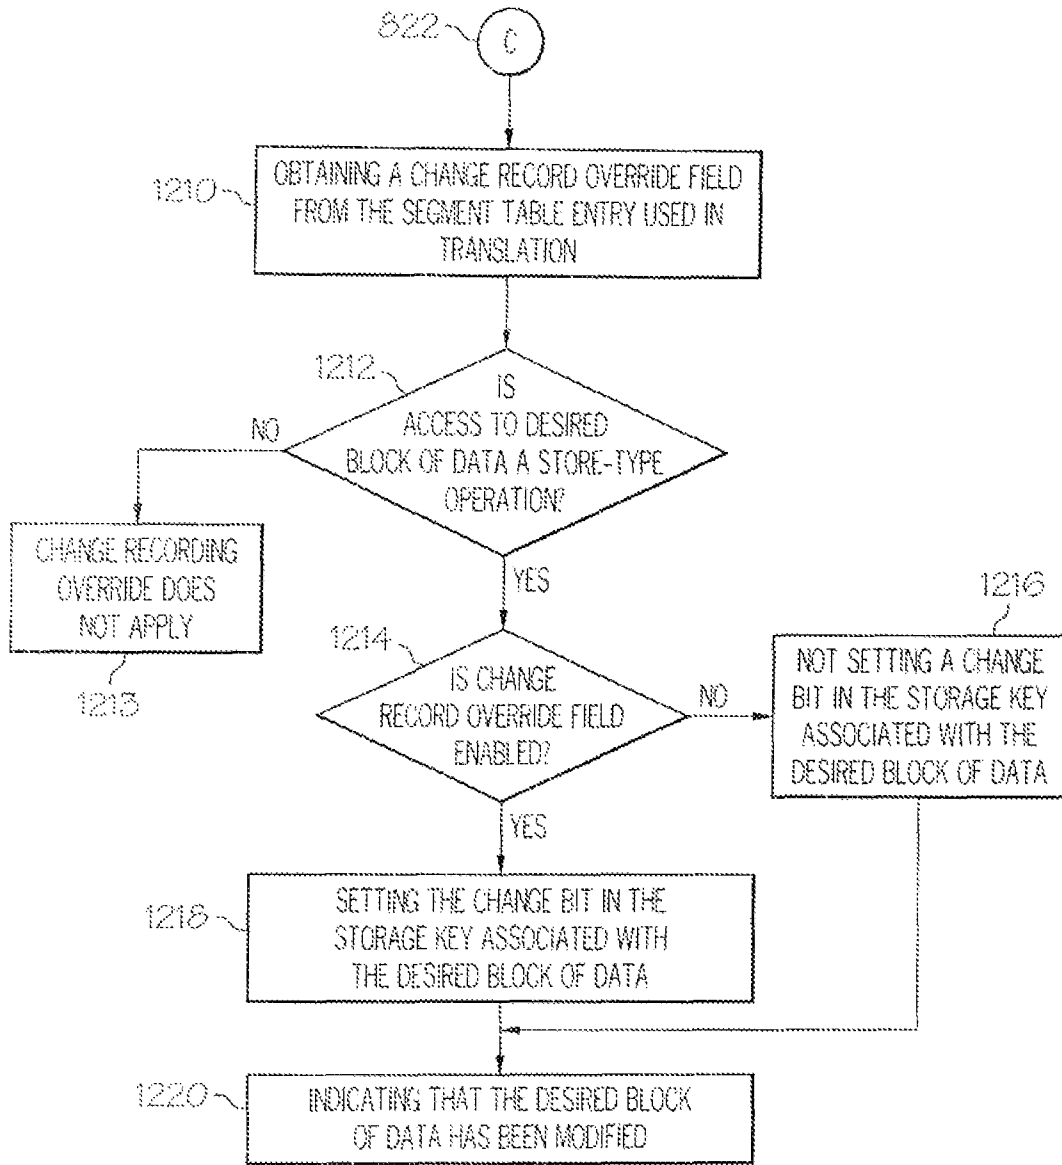 822
C
1210
OBTAINING A CHANGE RECORD OVERRIDE FIELD
FROM THE SEGMENT TABLE ENTRY USED IN
TRANSLATION
1212
IS
ACCESS TO DESIRED
BLOCK OF DATA A STORE-TYPE
OPERATION?
NO
YES
CHANGE RECORDING
OVERRIDE DOES
NOT APPLY
1213
1214
IS CHANGE
RECORD OVERRIDE FIELD
ENABLED?
NO
YES
1216
NOT SETTING A CHANGE
BIT IN THE STORAGE KEY
ASSOCIATED WITH THE
DESIRED BLOCK OF DATA
1218
SETTING THE CHANGE BIT IN THE
STORAGE KEY ASSOCIATED WITH
THE DESIRED BLOCK OF DATA
1220
INDICATING THAT THE DESIRED BLOCK
OF DATA HAS BEEN MODIFIED